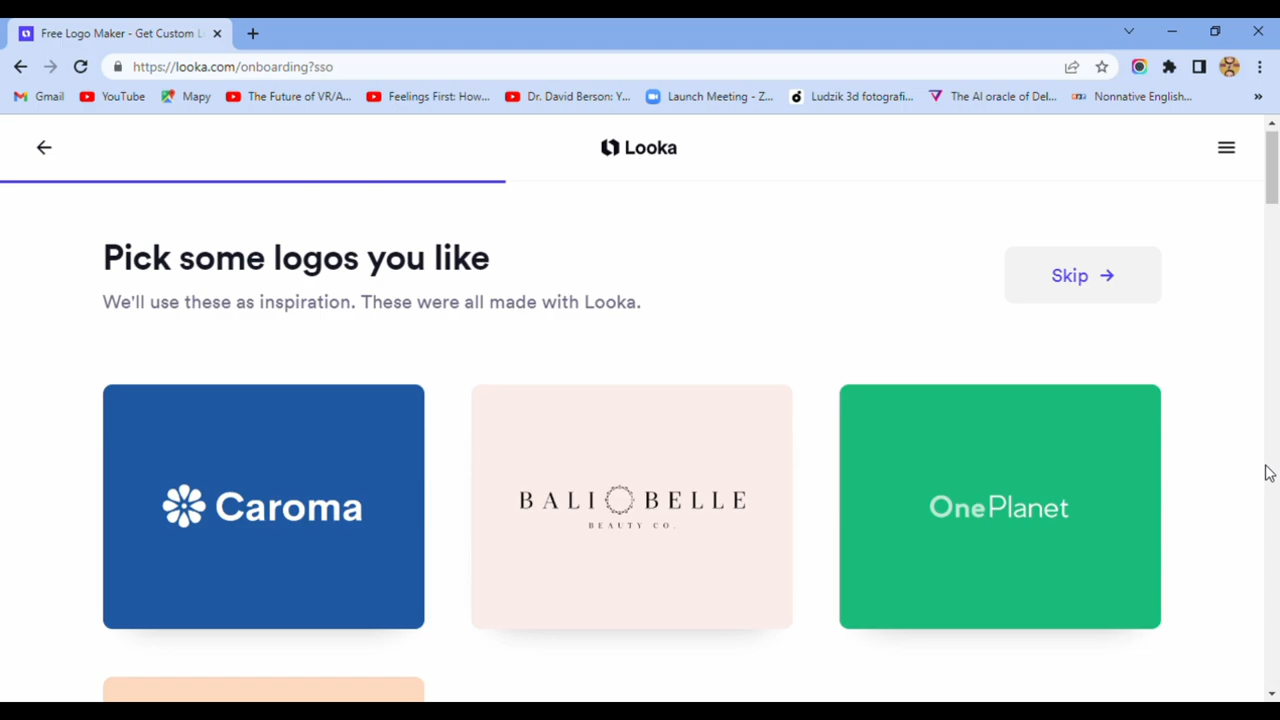 Free Logo Maker - Get Custom L
https://looka.com/onboarding?sso
Gmail YouTube Mapy The Future of VR/A... Feelings First: How... Dr. David Berson: Y... Launch Meeting - Z... Ludzik 3d fotografi... The AI oracle of Del... Nonnative English... »
Looka
Pick some logos you like
Skip →
We'll use these as inspiration. These were all made with Looka.
Caroma
BALI BELLE
BEAUTY CO.
OnePlanet